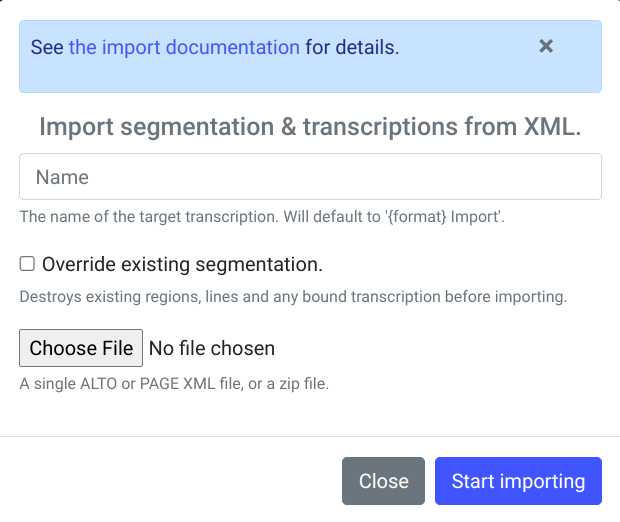 See the import documentation for details.
×
Import segmentation & transcriptions from XML.
Name
The name of the target transcription. Will default to '{format} Import'.
Override existing segmentation.
Destroys existing regions, lines and any bound transcription before importing.
Choose File No file chosen
A single ALTO or PAGE XML file, or a zip file.
Close Start importing